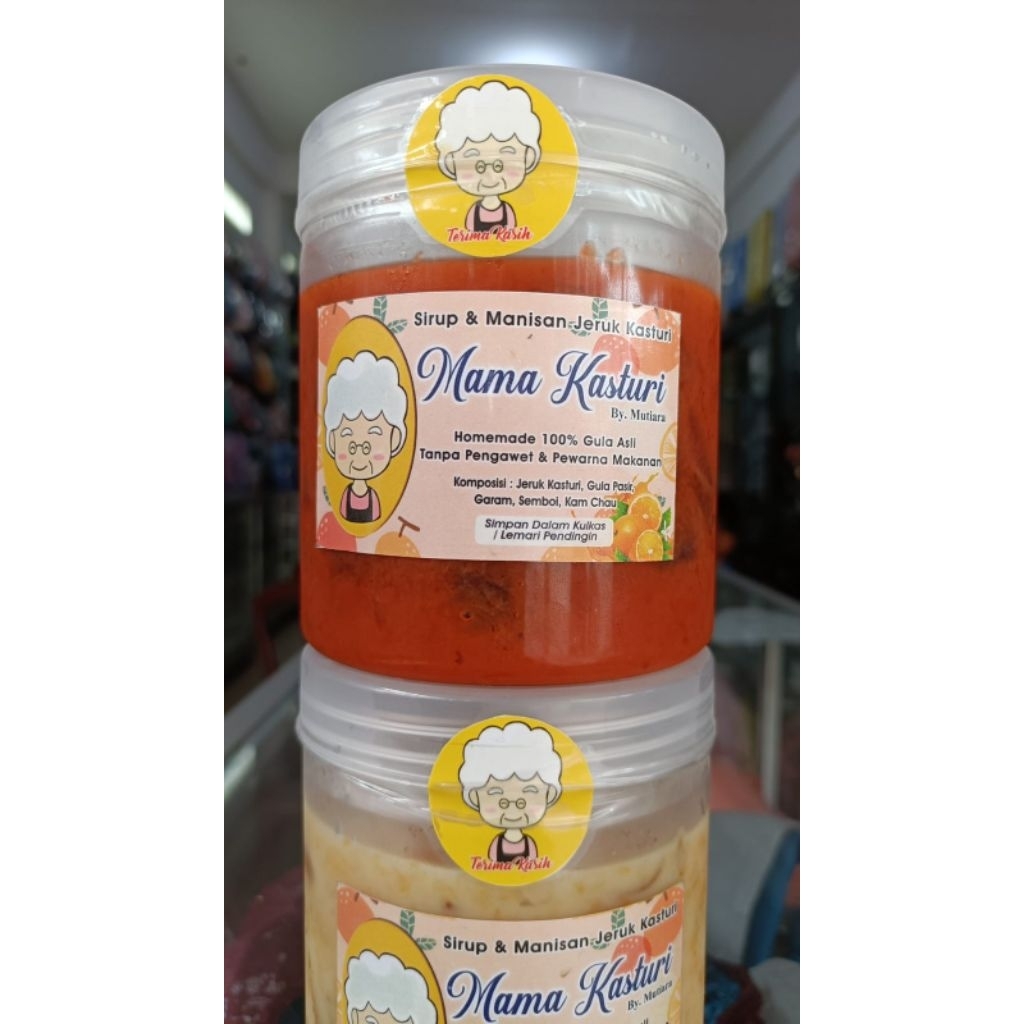 Terima Kasih
Sirup & Manisan Jeruk Kasturi
Mama Kasturi
By. Mutiara
Homemade 100% Gula Asli
Tanpa Pengawet & Pewarna Makanan
Komposisi : Jeruk Kasturi, Gula Pasir,
Garam, Semboi, Kam Chau
Simpan Dalam Kulkas
/ Lemari Pendingin
Terima Kasih
Sirup & Manisan Jeruk Kasturi
Mama Kasturi
By. Mutiara